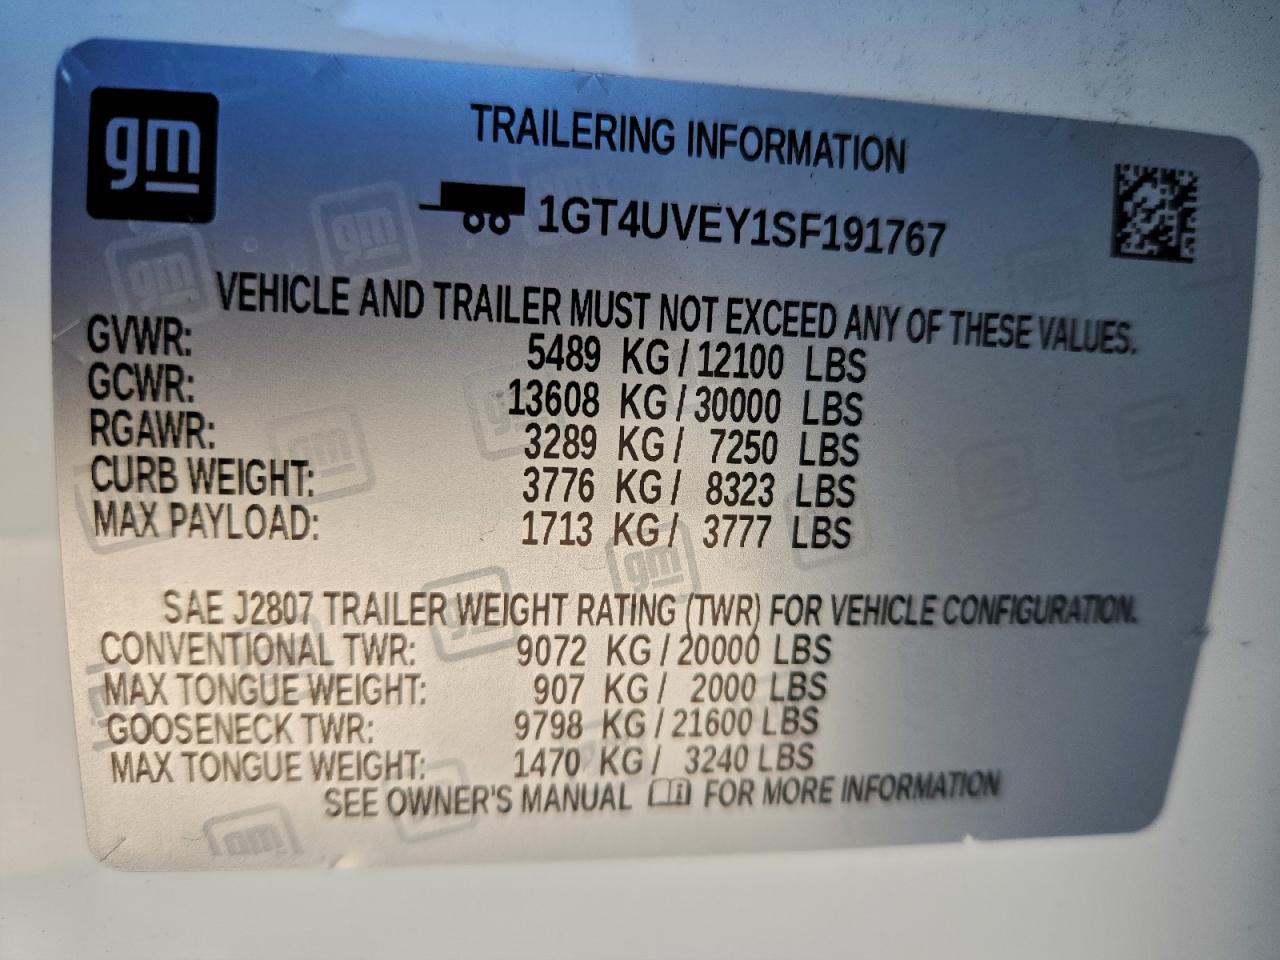 gm
TRAILERING INFORMATION
1GT4UVEY1SF191767
VEHICLE AND TRAILER MUST NOT EXCEED ANY OF THESE VALUES.
GVWR: 5489 KG / 12100 LBS
GCWR: 13608 KG / 30000 LBS
RGAWR: 3289 KG / 7250 LBS
CURB WEIGHT: 3776 KG / 8323 LBS
MAX PAYLOAD: 1713 KG / 3777 LBS
SAE J2807 TRAILER WEIGHT RATING (TWR) FOR VEHICLE CONFIGURATION.
CONVENTIONAL TWR: 9072 KG / 20000 LBS
MAX TONGUE WEIGHT: 907 KG / 2000 LBS
GOOSENECK TWR: 9798 KG / 21600 LBS
MAX TONGUE WEIGHT: 1470 KG / 3240 LBS
SEE OWNER'S MANUAL FOR MORE INFORMATION